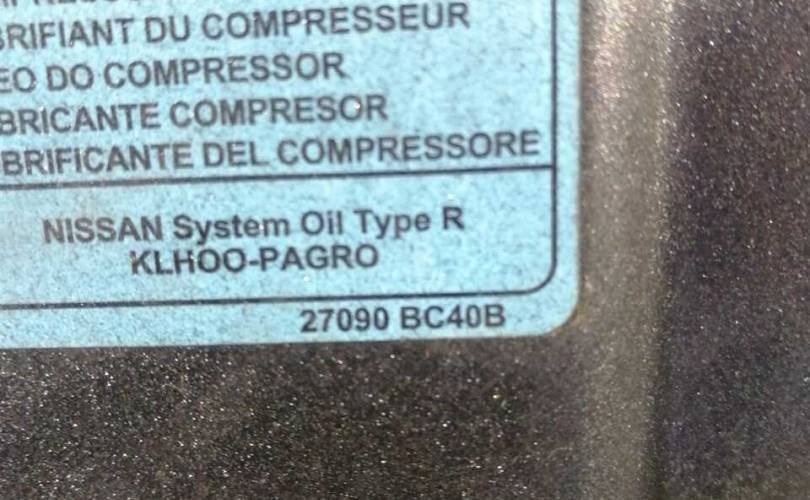 BRIFIANT DU COMPRESSEUR
EO DO COMPRESSOR
BRICANTE COMPRESOR
BRIFICANTE DEL COMPRESSORE
NISSAN System Oil Type R
KLHOO-PAGRO
27090 BC40B